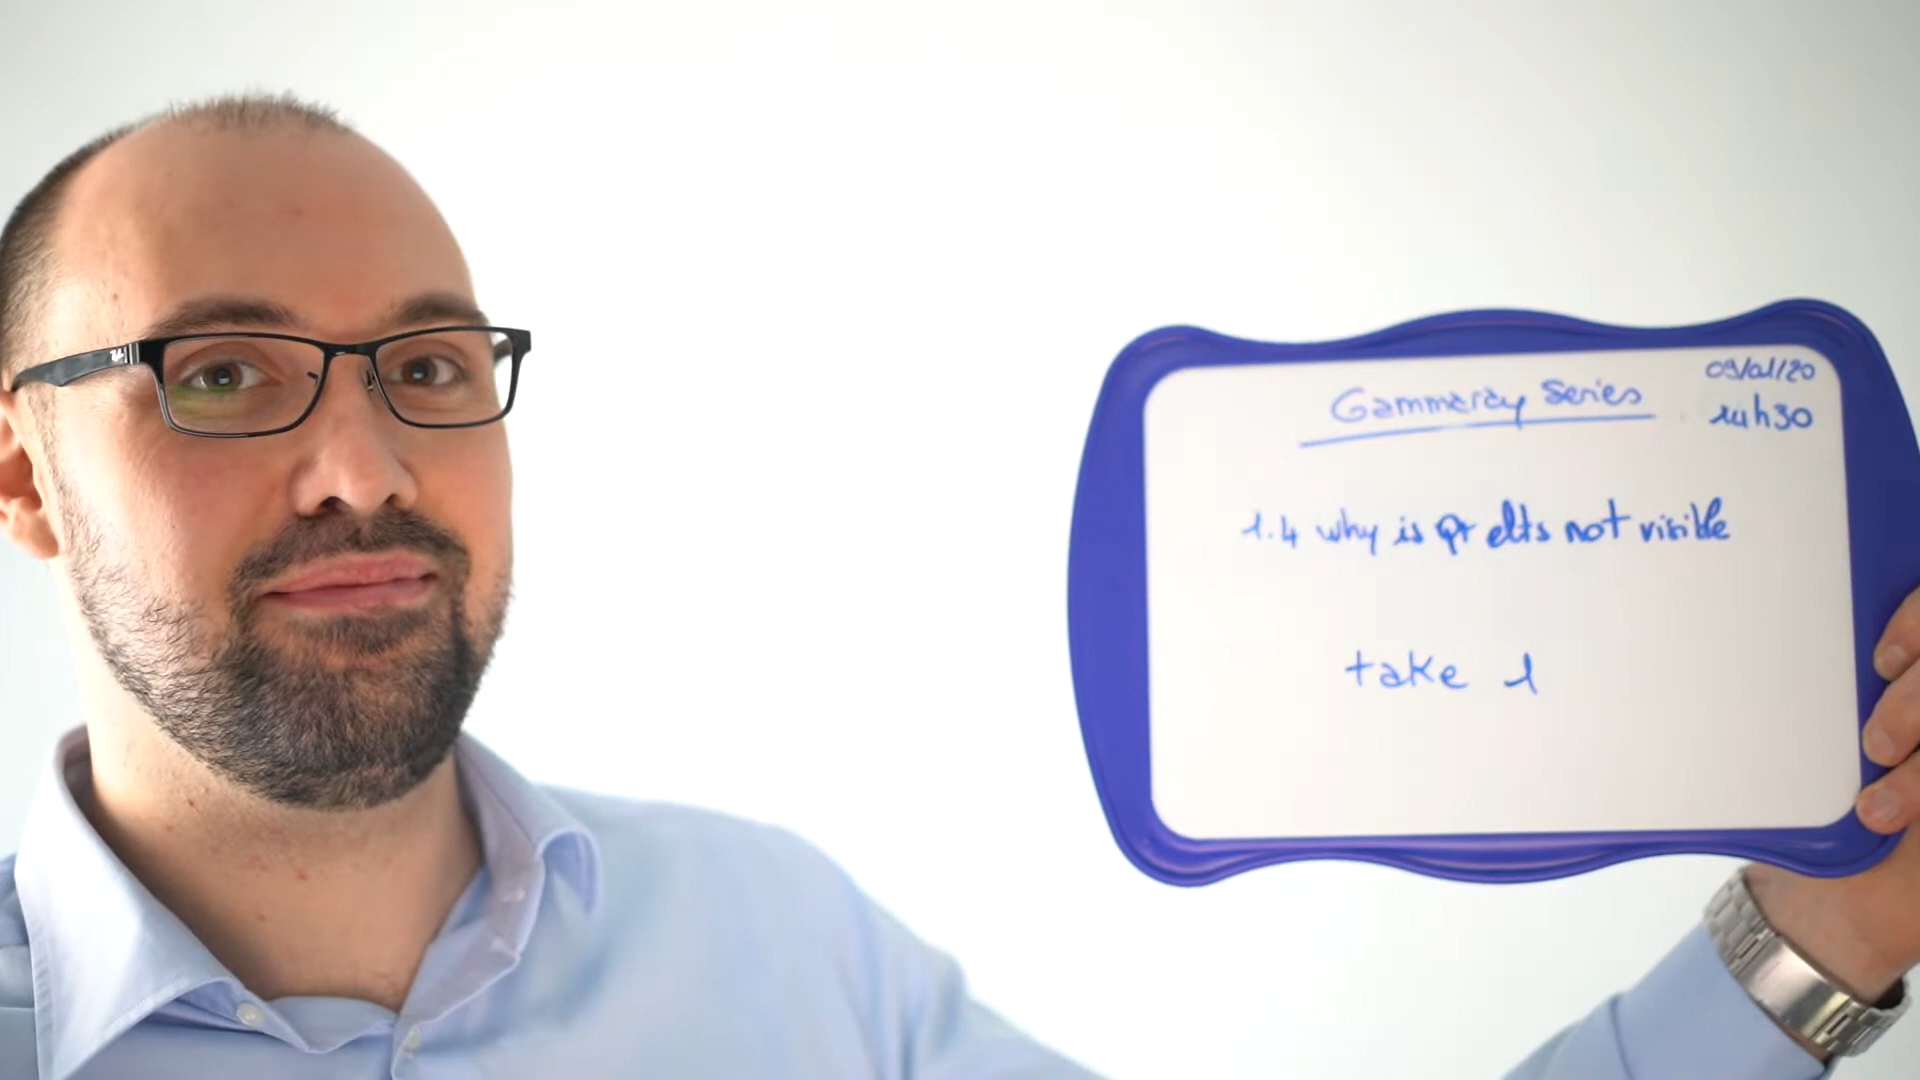 Gammaray Series
09/01/20
14h30
1.4 why is Qt elts not visible
take 1